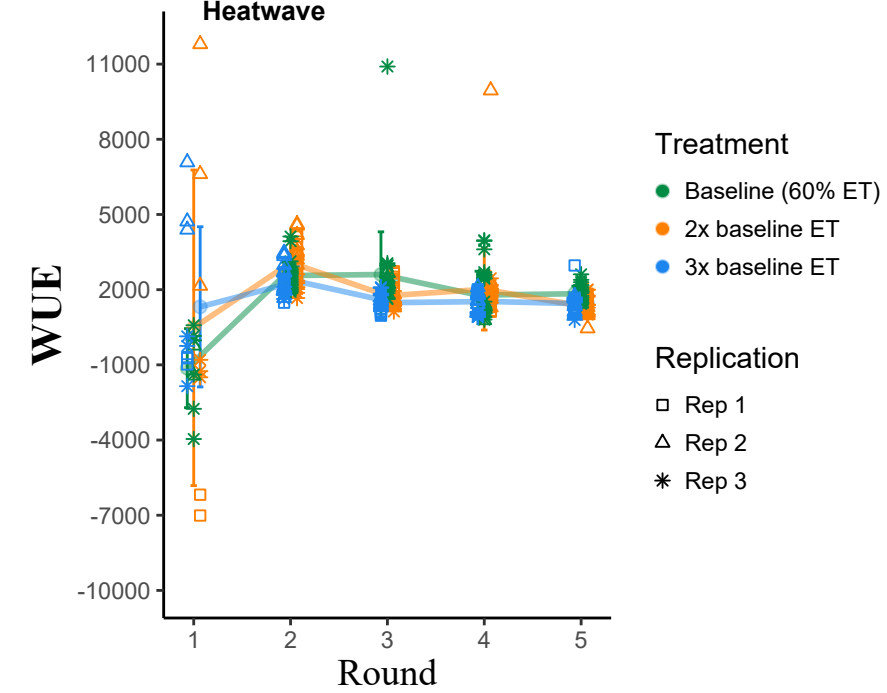 Heatwave
11000
8000
5000
2000
-1000
-4000
-7000
-10000
WUE
1 2 3 4 5
Round
Treatment
Baseline (60% ET)
2x baseline ET
3x baseline ET
Replication
Rep 1
Rep 2
Rep 3